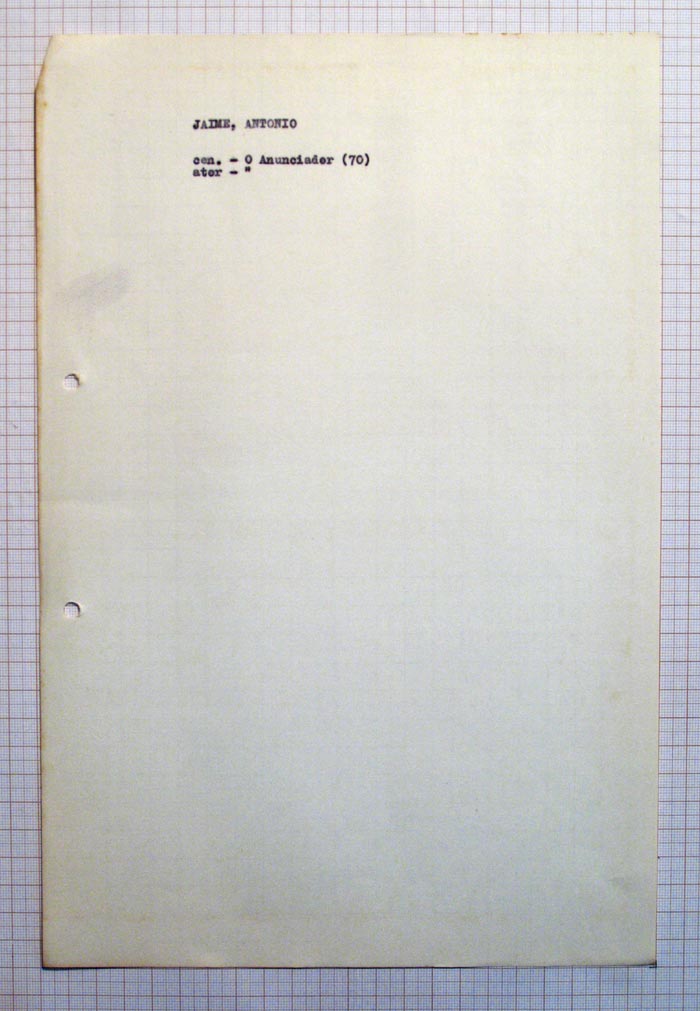 JAIME, ANTONIO
cen. - O Anunciador (70)
ator - "